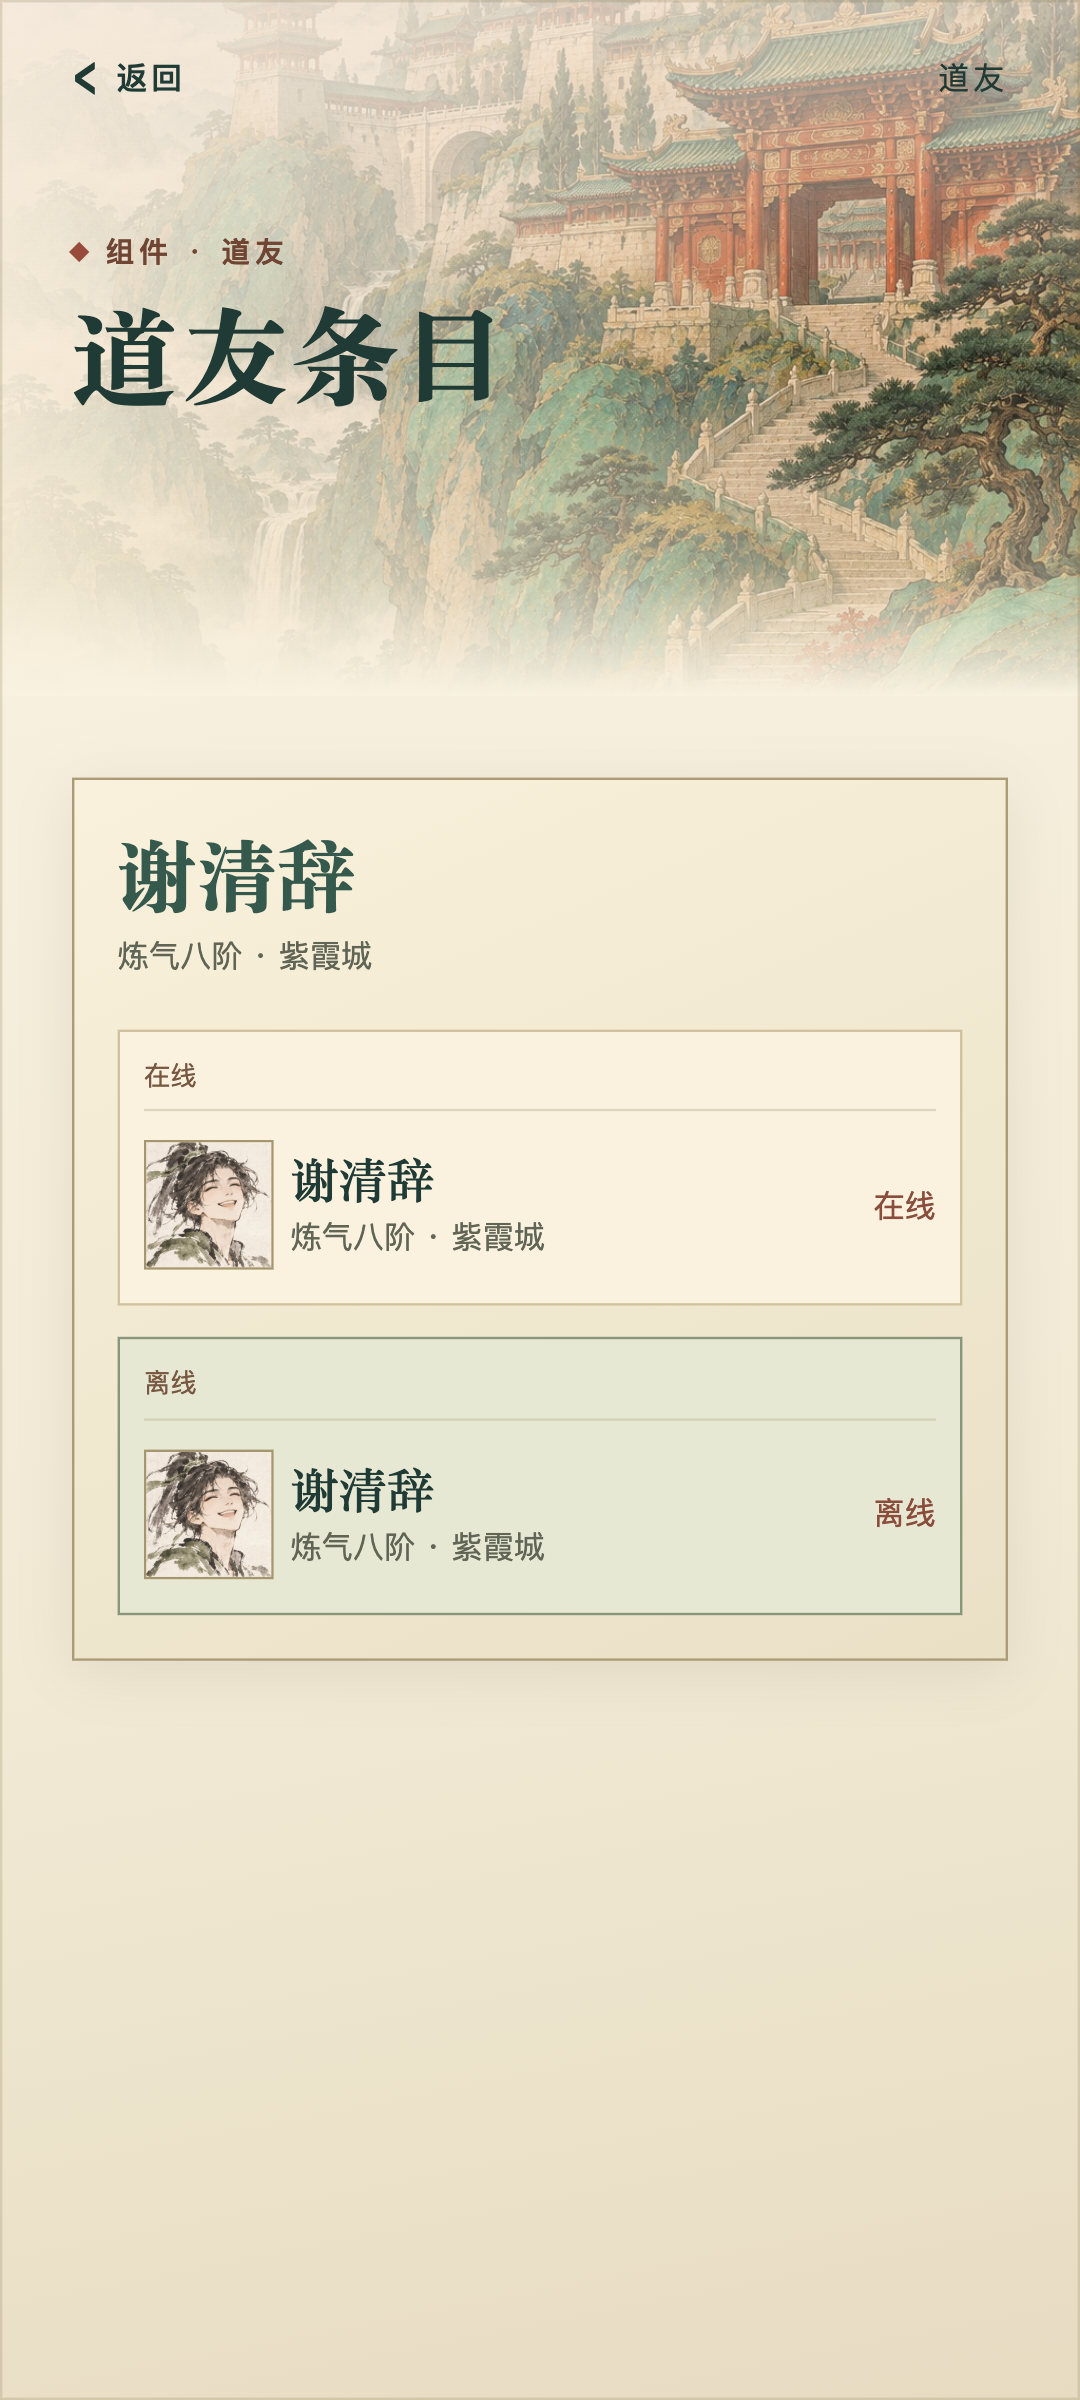 返回
道友
组件 · 道友
道友条目
谢清辞
炼气八阶 · 紫霞城
在线
谢清辞
炼气八阶 · 紫霞城
在线
离线
谢清辞
炼气八阶 · 紫霞城
离线